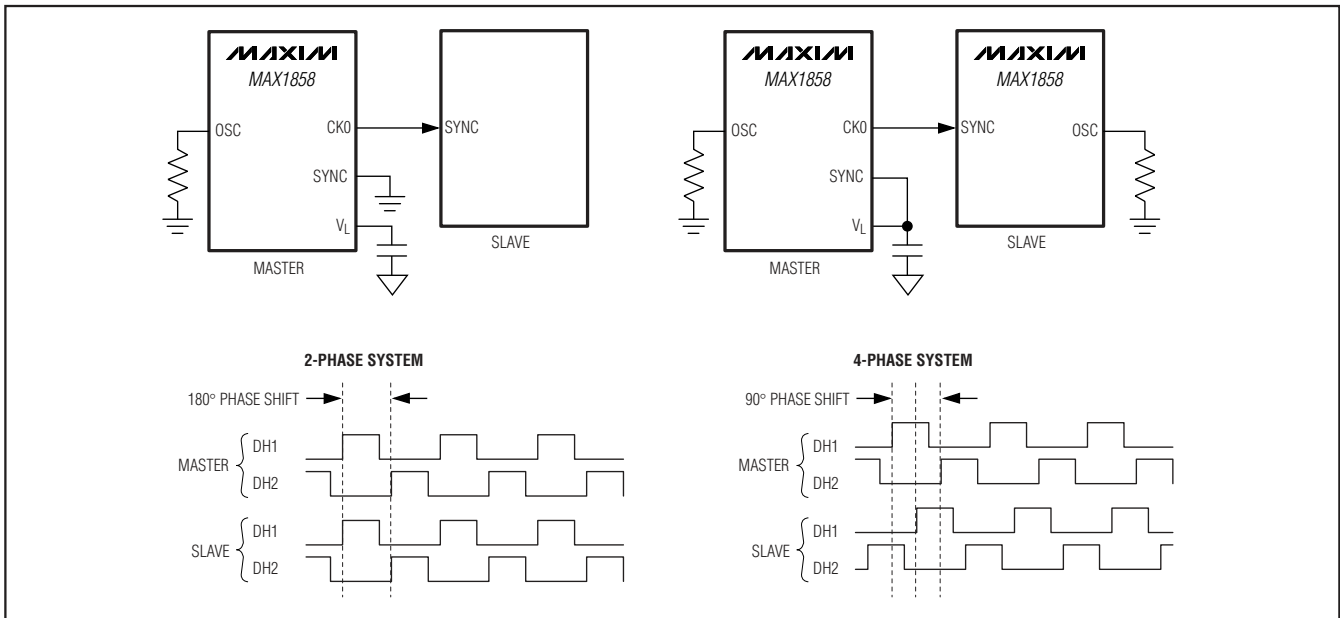 MAXIM
MAX1858
OSC
CK0
SYNC
VL
MASTER
SYNC
SLAVE
MAXIM
MAX1858
OSC
CK0
SYNC
VL
MASTER
MAXIM
MAX1858
SYNC
OSC
SLAVE
2-PHASE SYSTEM
180° PHASE SHIFT
MASTER
DH1
DH2
SLAVE
DH1
DH2
4-PHASE SYSTEM
90° PHASE SHIFT
MASTER
DH1
DH2
SLAVE
DH1
DH2